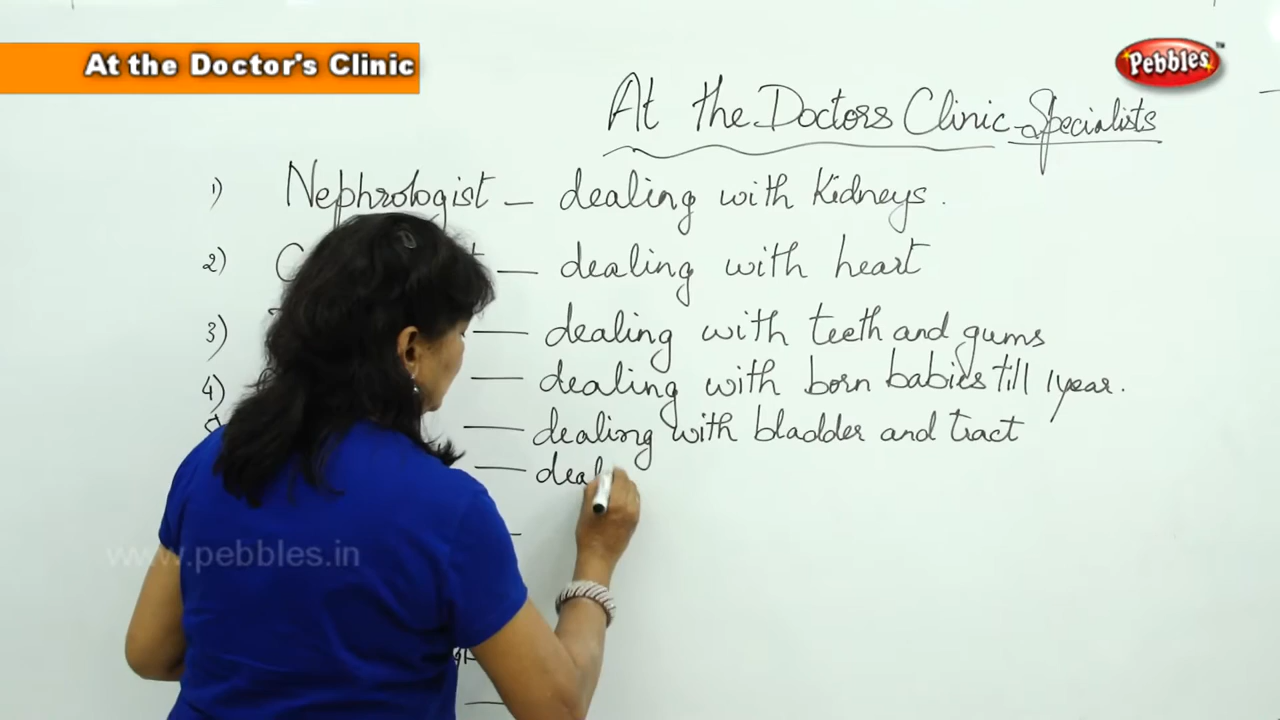 At the Doctor's Clinic
Pebbles™
At the Doctors Clinic - Specialists
1) Nephrologist — dealing with Kidneys.
2) — dealing with heart
3) — dealing with teeth and gums
4) — dealing with born babies till 1 year.
— dealing with bladder and tract
— deal
www.pebbles.in